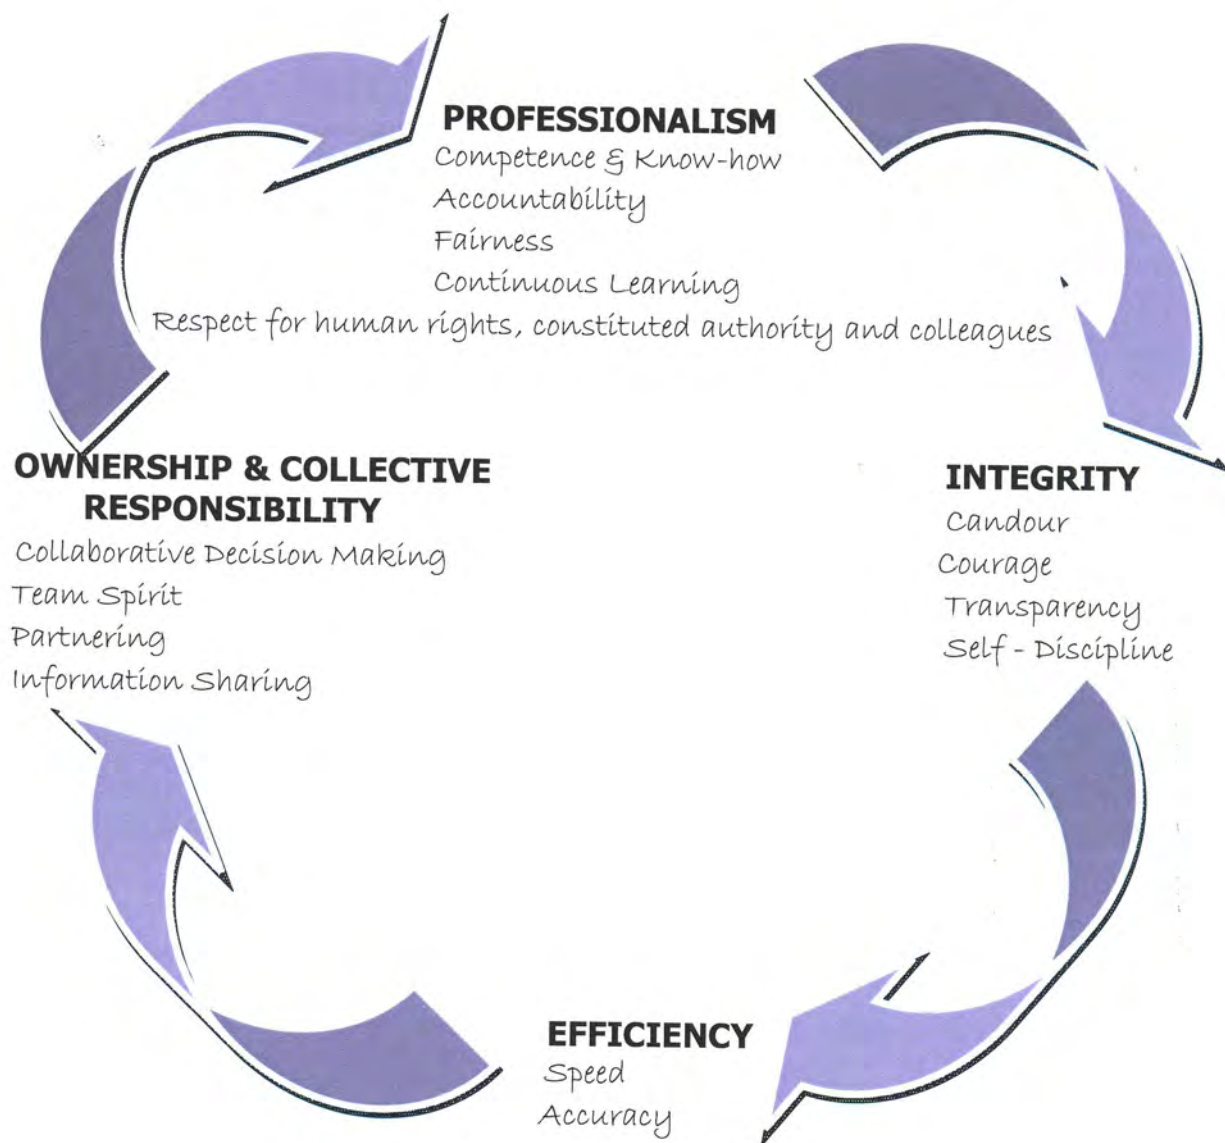 PROFESSIONALISM
Competence & Know-how
Accountability
Fairness
Continuous Learning
Respect for human rights, constituted authority and colleagues
OWNERSHIP & COLLECTIVE
RESPONSIBILITY
Collaborative Decision Making
Team Spirit
Partnering
Information Sharing
INTEGRITY
Candour
Courage
Transparency
Self - Discipline
EFFICIENCY
Speed
Accuracy